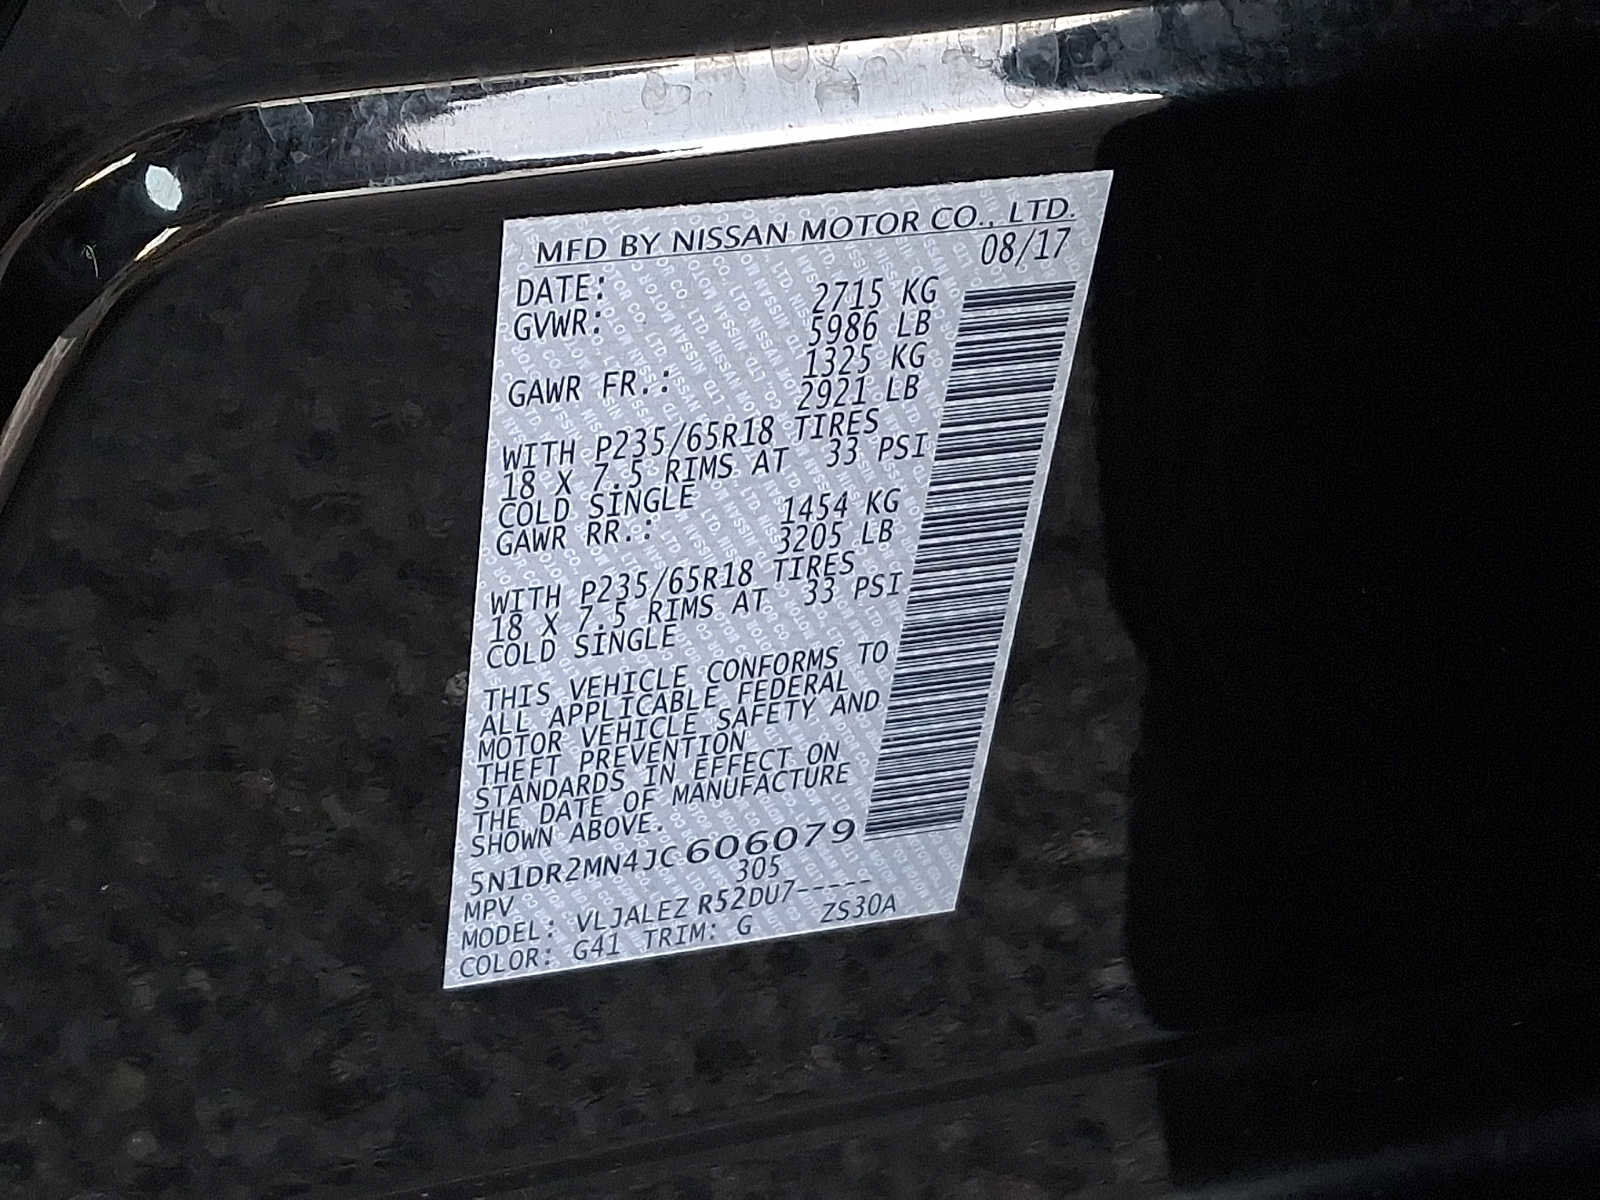 MFD BY NISSAN MOTOR CO., LTD.
DATE: 08/17
GVWR: 2715 KG
5986 LB
GAWR FR.: 1325 KG
2921 LB
WITH P235/65R18 TIRES
18 X 7.5 RIMS AT 33 PSI
COLD SINGLE
GAWR RR.: 1454 KG
3205 LB
WITH P235/65R18 TIRES
18 X 7.5 RIMS AT 33 PSI
COLD SINGLE
THIS VEHICLE CONFORMS TO
ALL APPLICABLE FEDERAL
MOTOR VEHICLE SAFETY AND
THEFT PREVENTION
STANDARDS IN EFFECT ON
THE DATE OF MANUFACTURE
SHOWN ABOVE.
5N1DR2MN4JC606079
MPV 305
MODEL: VLJALEZ R52DU7-----
COLOR: G41 TRIM: G ZS30A